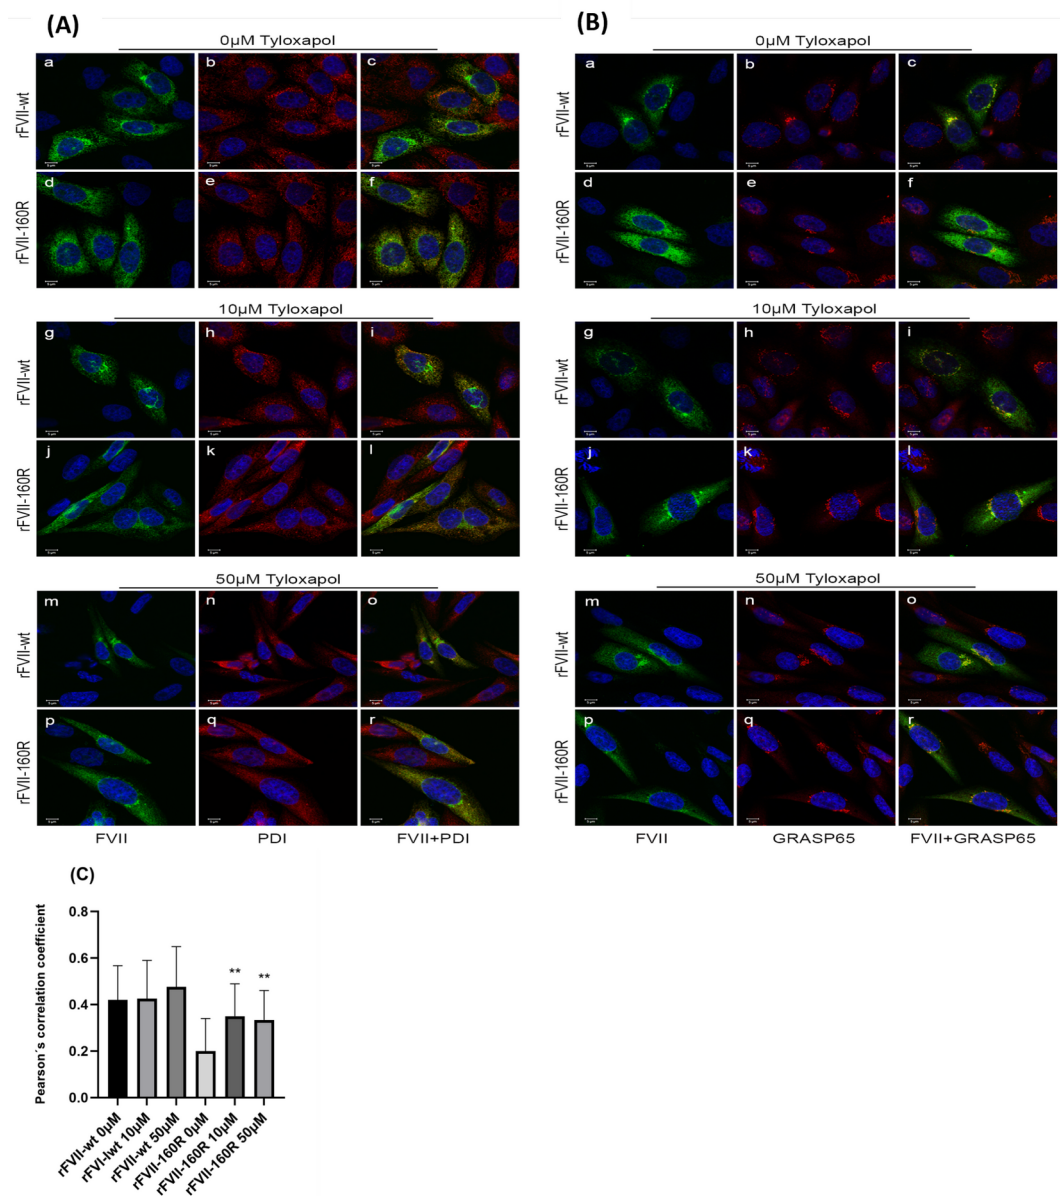 (A)
0µM Tyloxapol
rFVII-wt
a
b
c
rFVII-160R
d
e
f
10µM Tyloxapol
rFVII-wt
g
h
i
rFVII-160R
j
k
l
50µM Tyloxapol
rFVII-wt
m
n
o
rFVII-160R
p
q
r
FVII
PDI
FVII+PDI
(B)
0µM Tyloxapol
rFVII-wt
a
b
c
rFVII-160R
d
e
f
10µM Tyloxapol
rFVII-wt
g
h
i
rFVII-160R
j
k
l
50µM Tyloxapol
rFVII-wt
m
n
o
rFVII-160R
p
q
r
FVII
GRASP65
FVII+GRASP65
(C)
Pearson´s correlation coefficient
0.8
0.6
0.4
0.2
0.0
**
**
rFVII-wt 0µM
rFVI-Iwt 10µM
rFVII-wt 50µM
rFVII-160R 0µM
rFVII-160R 10µM
rFVII-160R 50µM